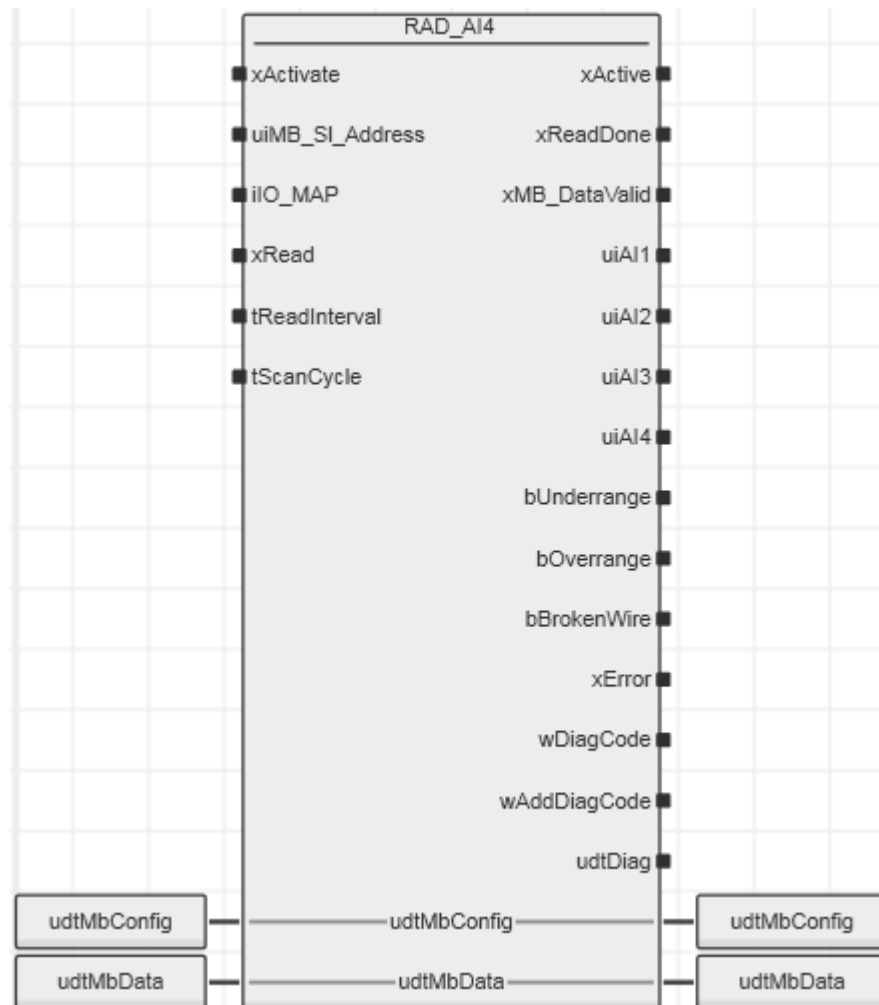 RAD_AI4
xActivate xActive
uiMB_SI_Address xReadDone
iIO_MAP xMB_DataValid
xRead uiAI1
tReadInterval uiAI2
tScanCycle uiAI3
uiAI4
bUnderrange
bOverrange
bBrokenWire
xError
wDiagCode
wAddDiagCode
udtDiag
udtMbConfig udtMbConfig udtMbConfig
udtMbData udtMbData udtMbData